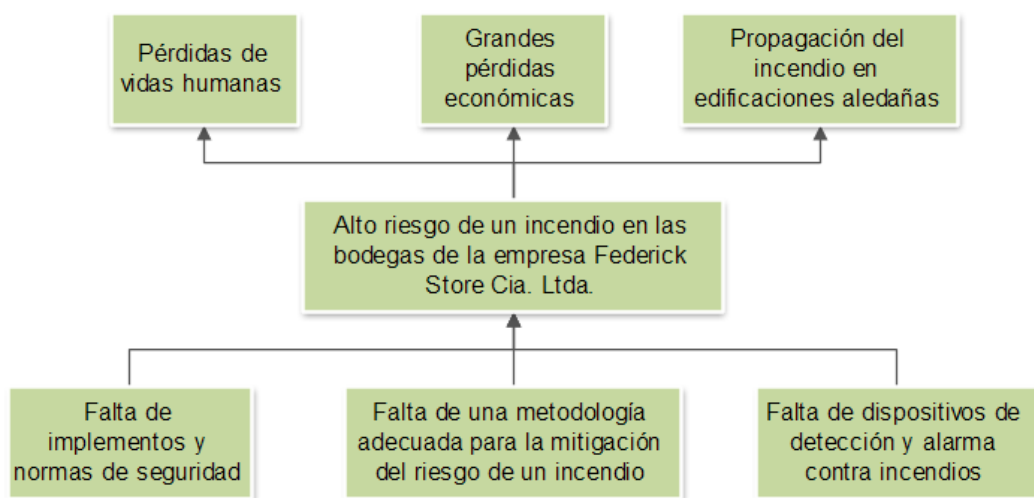 Pérdidas de
vidas humanas
Grandes
pérdidas
económicas
Propagación del
incendio en
edificaciones aledañas
Alto riesgo de un incendio en las
bodegas de la empresa Federick
Store Cia. Ltda.
Falta de
implementos y
normas de seguridad
Falta de una metodología
adecuada para la mitigación
del riesgo de un incendio
Falta de dispositivos de
detección y alarma
contra incendios